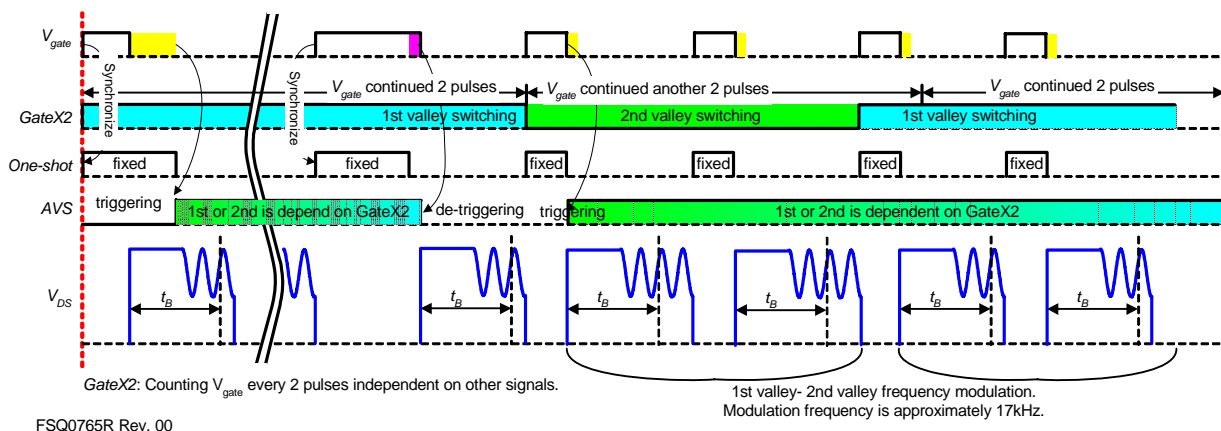 Vgate
Synchronize
Synchronize
Vgate continued 2 pulses
Vgate continued another 2 pulses
Vgate continued 2 pulses
GateX2
1st valley switching
2nd valley switching
1st valley switching
One-shot
fixed
fixed
fixed
fixed
fixed
fixed
AVS
triggering
1st or 2nd is depend on GateX2
de-triggering
triggering
1st or 2nd is dependent on GateX2
VDS
tB
tB
tB
tB
tB
tB
GateX2: Counting Vgate every 2 pulses independent on other signals.
1st valley- 2nd valley frequency modulation.
Modulation frequency is approximately 17kHz.
FSQ0765R Rev. 00